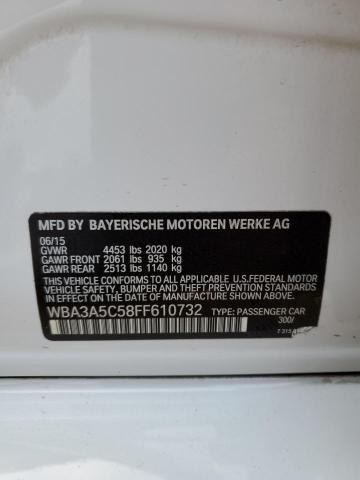 MFD BY BAYERISCHE MOTOREN WERKE AG
06/15
GVWR 4453 lbs 2020 kg
GAWR FRONT 2061 lbs 935 kg
GAWR REAR 2513 lbs 1140 kg
THIS VEHICLE CONFORMS TO ALL APPLICABLE U.S.FEDERAL MOTOR
VEHICLE SAFETY, BUMPER, AND THEFT PREVENTION STANDARDS
IN EFFECT ON THE DATE OF MANUFACTURE SHOWN ABOVE.
WBA3A5C58FF610732 TYPE: PASSENGER CAR
300/